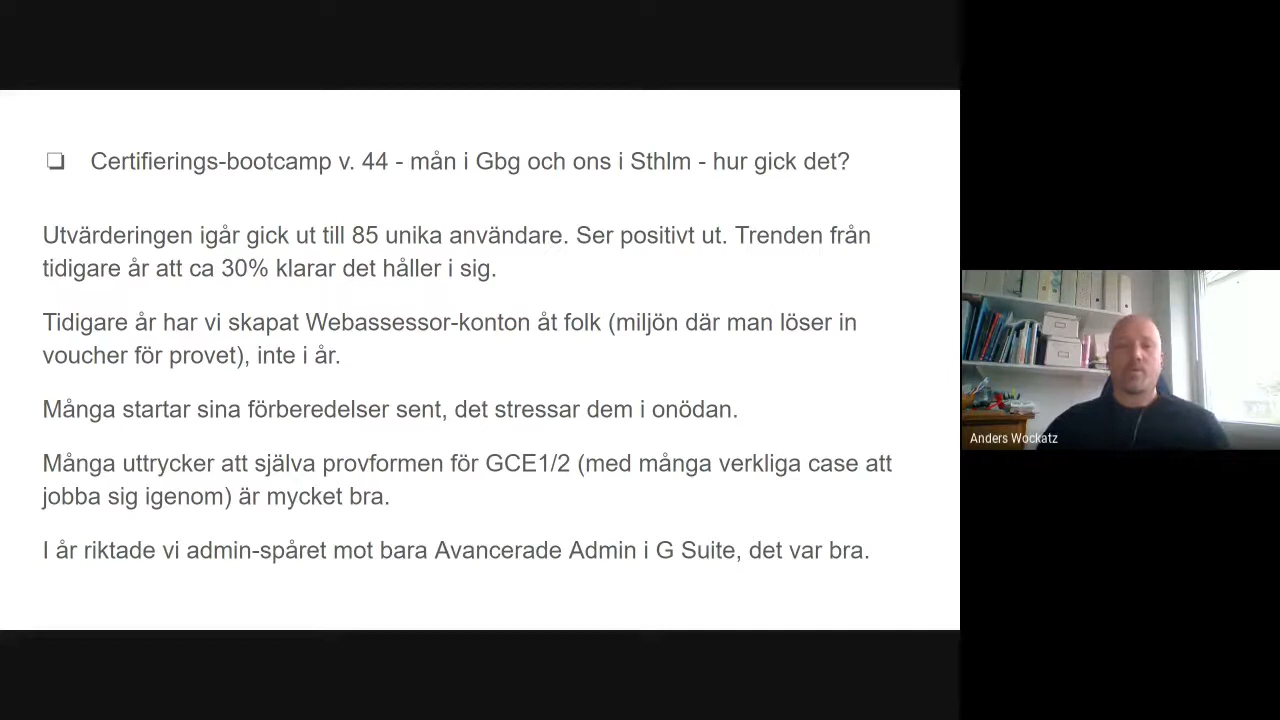 ❏ Certifierings-bootcamp v. 44 - mån i Gbg och ons i Sthlm - hur gick det?
Utvärderingen igår gick ut till 85 unika användare. Ser positivt ut. Trenden från
tidigare år att ca 30% klarar det håller i sig.
Tidigare år har vi skapat Webassessor-konton åt folk (miljön där man löser in
voucher för provet), inte i år.
Många startar sina förberedelser sent, det stressar dem i onödan.
Många uttrycker att själva provformen för GCE1/2 (med många verkliga case att
jobba sig igenom) är mycket bra.
I år riktade vi admin-spåret mot bara Avancerade Admin i G Suite, det var bra.
Anders Wockatz